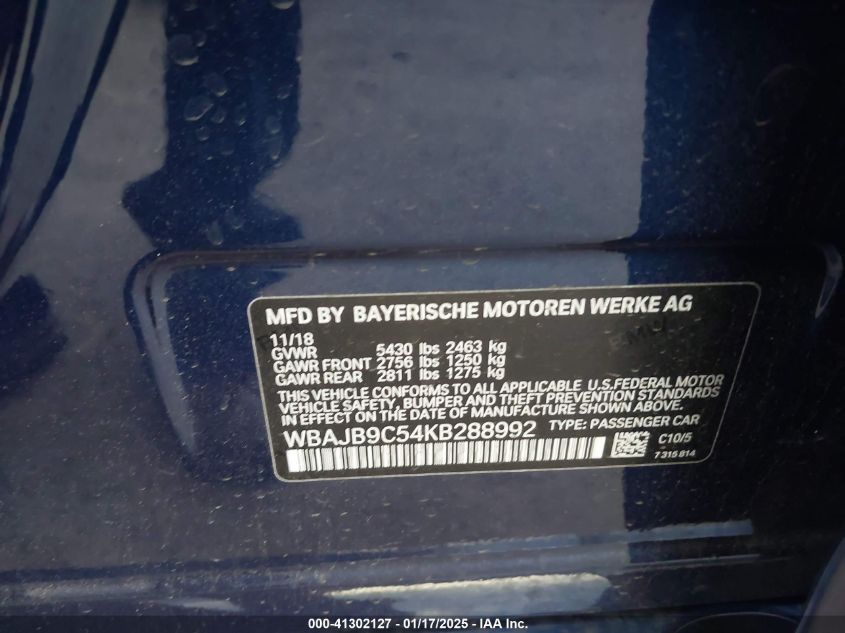 MFD BY BAYERISCHE MOTOREN WERKE AG
11/18
GVWR 5430 lbs 2463 kg
GAWR FRONT 2756 lbs 1250 kg
GAWR REAR 2811 lbs 1275 kg
THIS VEHICLE CONFORMS TO ALL APPLICABLE U.S.FEDERAL MOTOR
VEHICLE SAFETY, BUMPER AND THEFT PREVENTION STANDARDS
IN EFFECT ON THE DATE OF MANUFACTURE SHOWN ABOVE.
WBAJB9C54KB288992 TYPE: PASSENGER CAR
C10/5
7 315 814
000-41302127 - 01/17/2025 - IAA Inc.